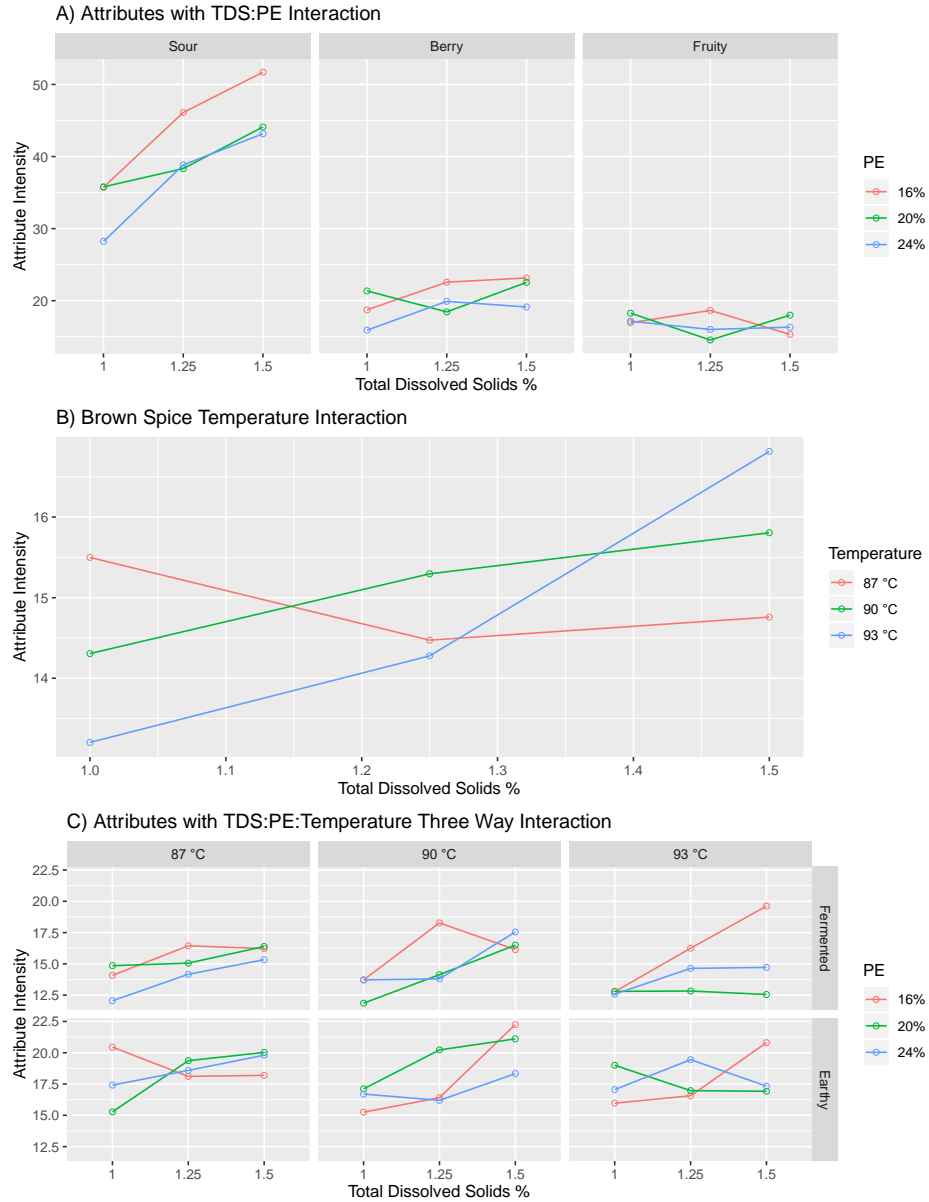 A) Attributes with TDS:PE Interaction
Sour Berry Fruity
Attribute Intensity
50
40
30
20
1 1.25 1.5 1 1.25 1.5 1 1.25 1.5
Total Dissolved Solids %
PE
16%
20%
24%
B) Brown Spice Temperature Interaction
Attribute Intensity
16
15
14
1.0 1.1 1.2 1.3 1.4 1.5
Total Dissolved Solids %
Temperature
87 °C
90 °C
93 °C
C) Attributes with TDS:PE:Temperature Three Way Interaction
87 °C 90 °C 93 °C
Attribute Intensity
22.5
20.0
17.5
15.0
12.5
Fermented
22.5
20.0
17.5
15.0
12.5
Earthy
1 1.25 1.5 1 1.25 1.5 1 1.25 1.5
Total Dissolved Solids %
PE
16%
20%
24%